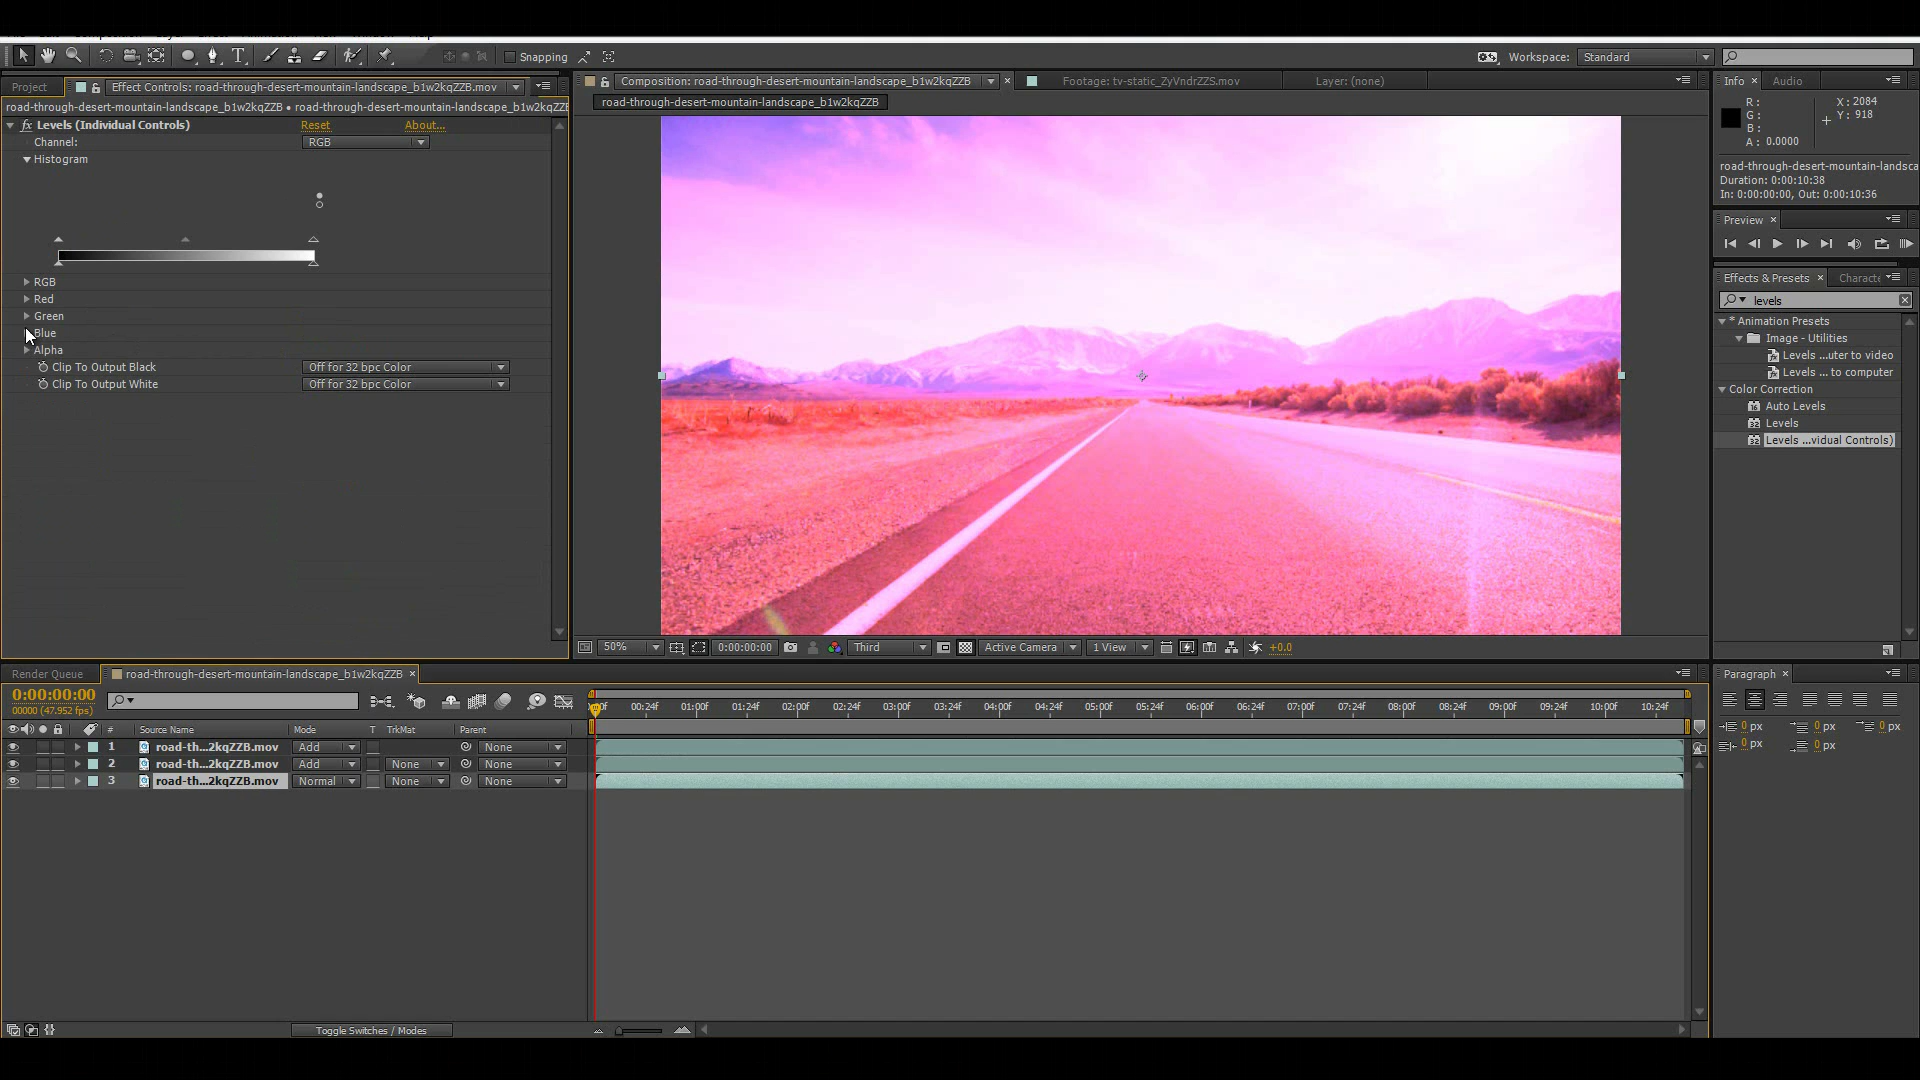 Snapping
Workspace: Standard
Project
Effect Controls: road-through-desert-mountain-landscape_b1w2kqZZB.mov
road-through-desert-mountain-landscape_b1w2kqZZB • road-through-desert-mountain-landscape_b1w2kqZZE
fx Levels (Individual Controls) Reset About...
Channel: RGB
Histogram
RGB
Red
Green
Blue
Alpha
Clip To Output Black Off for 32 bpc Color
Clip To Output White Off for 32 bpc Color
Composition: road-through-desert-mountain-landscape_b1w2kqZZB
Footage: tv-static_ZyVndrZZS.mov
Layer: (none)
road-through-desert-mountain-landscape_b1w2kqZZB
50% 0:00:00:00 Third Active Camera 1 View +0.0
Info Audio
R: X: 2084
G: Y: 918
B:
A: 0.0000
road-through-desert-mountain-landsca
Duration: 0:00:10:38
In: 0:00:00:00, Out: 0:00:10:36
Preview
Effects & Presets Characte
levels
* Animation Presets
Image - Utilities
Levels ...uter to video
Levels ... to computer
Color Correction
Auto Levels
Levels
Levels ...vidual Controls)
Render Queue
road-through-desert-mountain-landscape_b1w2kqZZB
0:00:00:00
00000 (47.952 fps)
00:24f 01:00f 01:24f 02:00f 02:24f 03:00f 03:24f 04:00f 04:24f 05:00f 05:24f 06:00f 06:24f 07:00f 07:24f 08:00f 08:24f 09:00f 09:24f 10:00f 10:24f
# Source Name Mode T TrkMat Parent
1 road-th...2kqZZB.mov Add None
2 road-th...2kqZZB.mov Add None None
3 road-th...2kqZZB.mov Normal None None
Toggle Switches / Modes
Paragraph
0 px 0 px 0 px
0 px 0 px